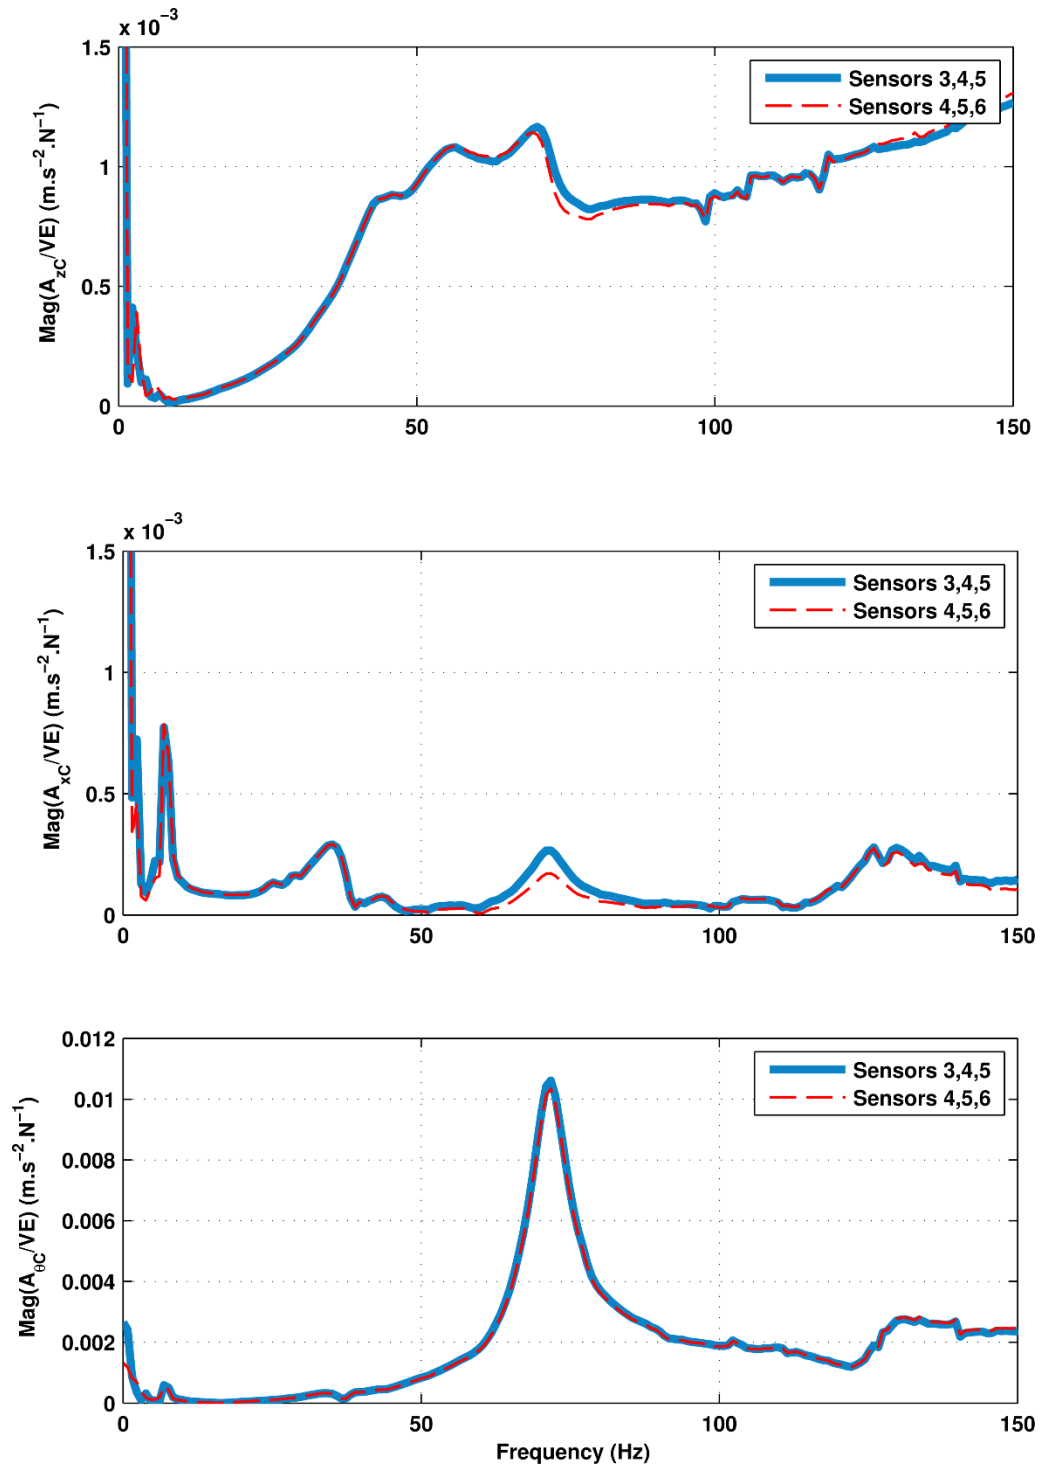 x 10⁻³
1.5
Sensors 3,4,5
Sensors 4,5,6
1
0.5
0
Mag(A_zC/VE) (m.s⁻².N⁻¹)
0 50 100 150
x 10⁻³
1.5
Sensors 3,4,5
Sensors 4,5,6
1
0.5
0
Mag(A_xC/VE) (m.s⁻².N⁻¹)
0 50 100 150
0.012
Sensors 3,4,5
Sensors 4,5,6
0.01
0.008
0.006
0.004
0.002
0
Mag(A_θC/VE) (m.s⁻².N⁻¹)
0 50 100 150
Frequency (Hz)